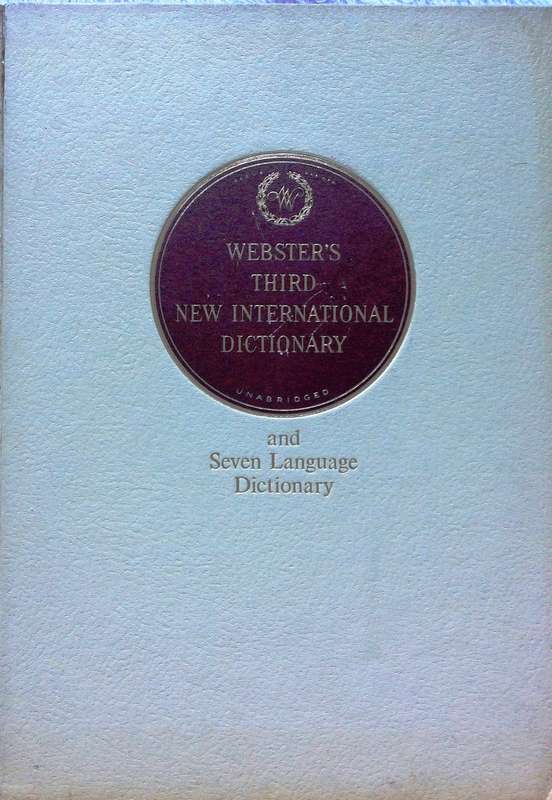 WEBSTER'S
THIRD
NEW INTERNATIONAL
DICTIONARY
UNABRIDGED
and
Seven Language
Dictionary